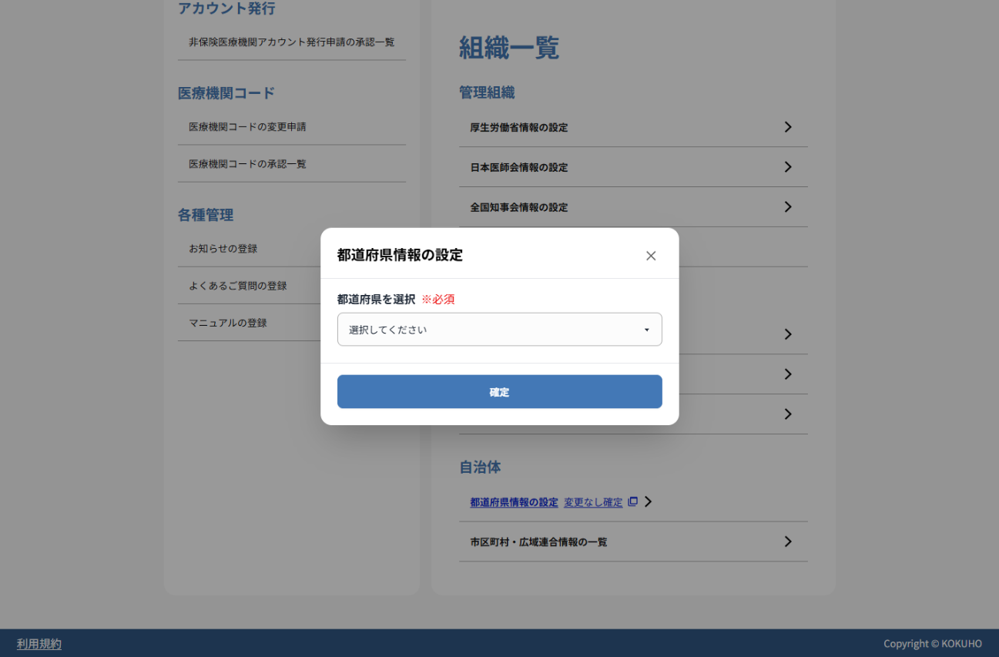 アカウント発行
非保険医療機関アカウント発行申請の承認一覧
医療機関コード
医療機関コードの変更申請
医療機関コードの承認一覧
各種管理
お知らせの登録
よくあるご質問の登録
マニュアルの登録
組織一覧
管理組織
厚生労働省情報の設定
日本医師会情報の設定
全国知事会情報の設定
都道府県情報の設定
都道府県を選択 ※必須
選択してください
確定
自治体
都道府県情報の設定 変更なし確定
市区町村・広域連合情報の一覧
利用規約
Copyright © KOKUHO